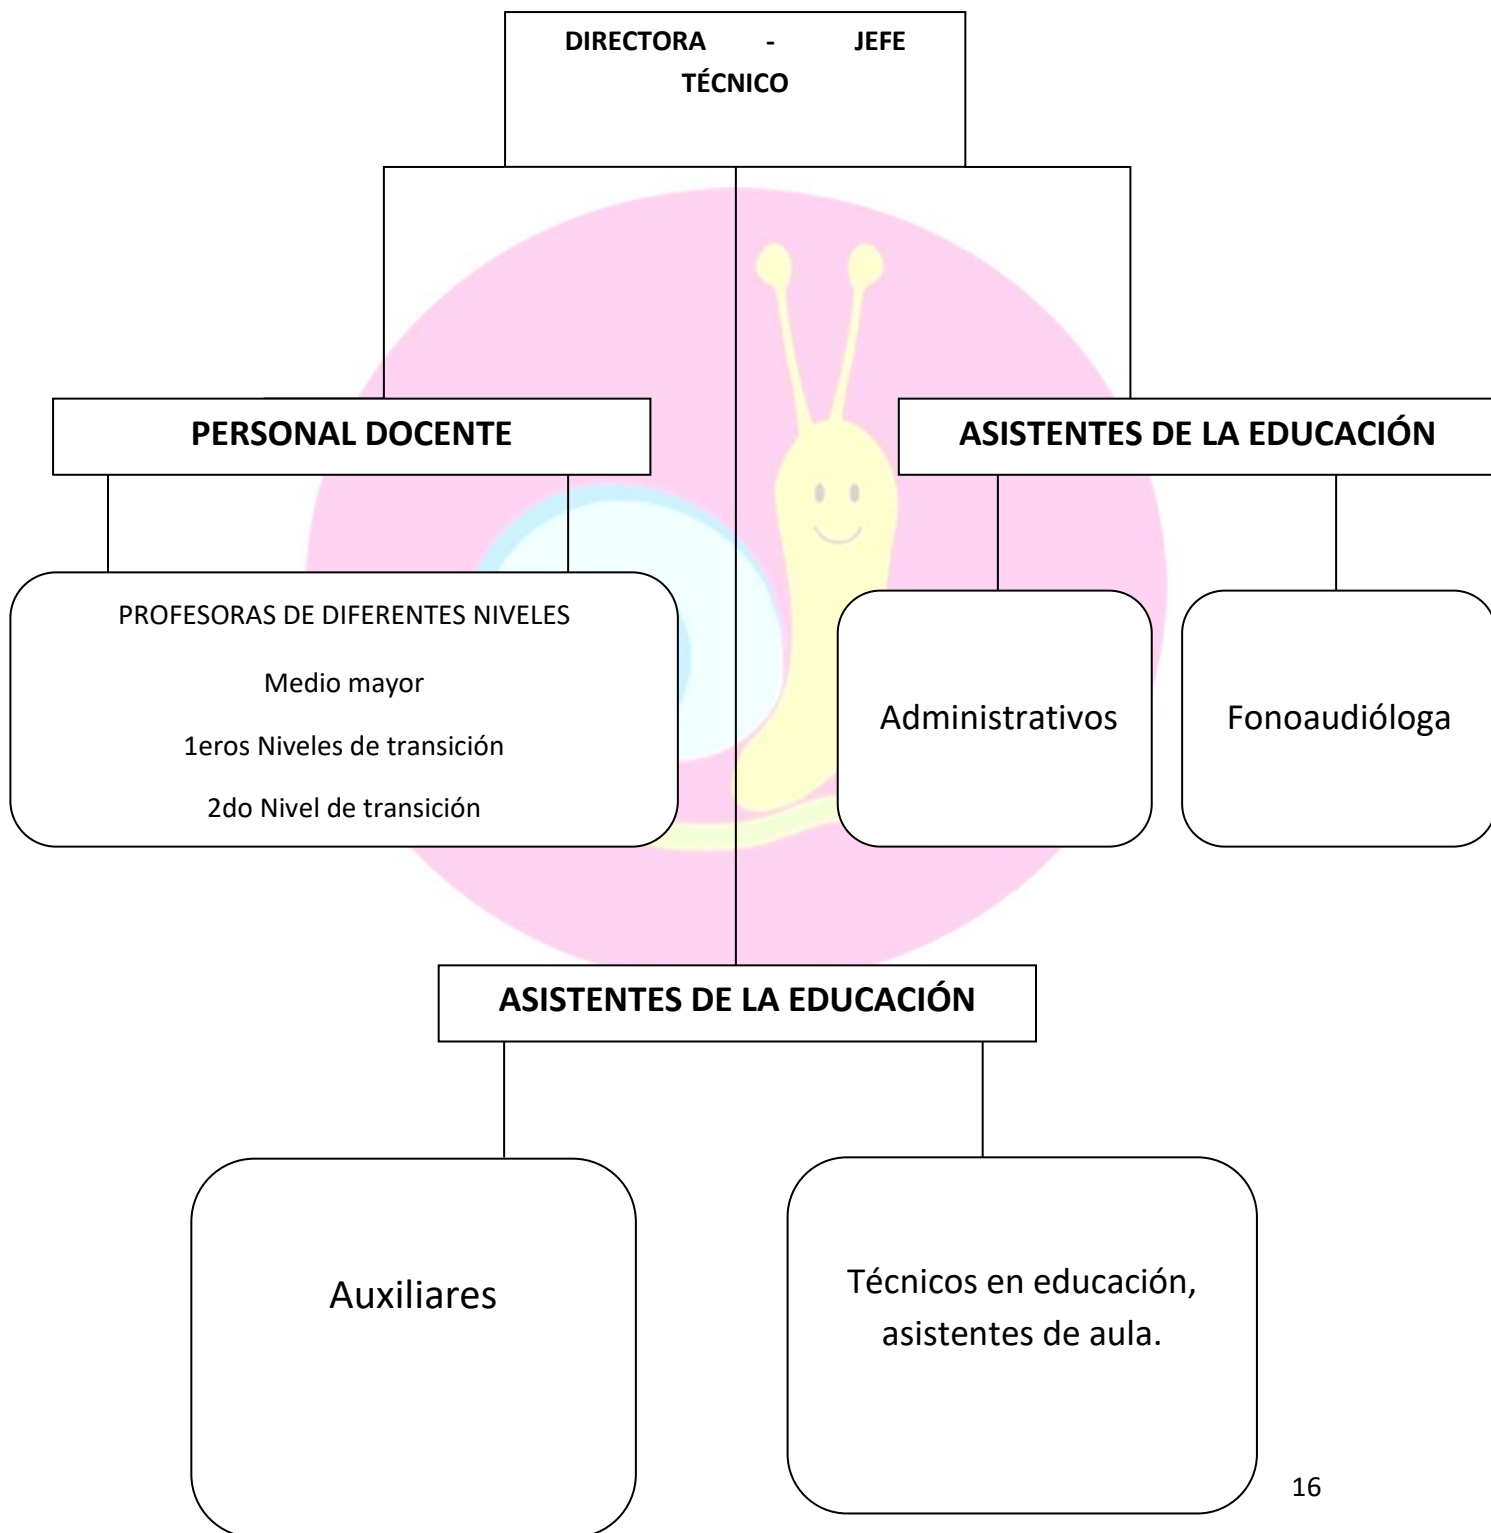 DIRECTORA - JEFE
TÉCNICO
PERSONAL DOCENTE
ASISTENTES DE LA EDUCACIÓN
PROFESORAS DE DIFERENTES NIVELES
Medio mayor
1eros Niveles de transición
2do Nivel de transición
Administrativos
Fonoaudióloga
ASISTENTES DE LA EDUCACIÓN
Auxiliares
Técnicos en educación,
asistentes de aula.
16